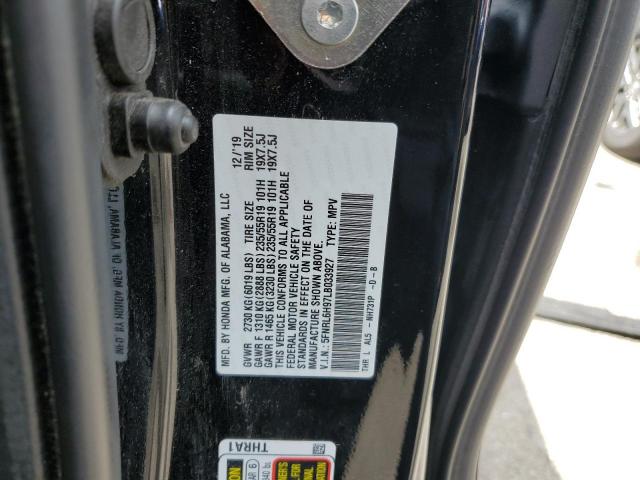 MFD. BY HONDA MFG. OF ALABAMA, LLC 12/'19
GVWR 2730 KG(6019 LBS) TIRE SIZE RIM SIZE
GAWR F 1310 KG(2888 LBS) 235/55R19 101H 19X7.5J
GAWR R 1465 KG(3230 LBS) 235/55R19 101H 19X7.5J
THIS VEHICLE CONFORMS TO ALL APPLICABLE
FEDERAL MOTOR VEHICLE SAFETY
STANDARDS IN EFFECT ON THE DATE OF
MANUFACTURE SHOWN ABOVE.
V.I.N.: 5FNRL6H97LB033927 TYPE: MPV
THR L AL5 -NH731P -D -B
THRA1